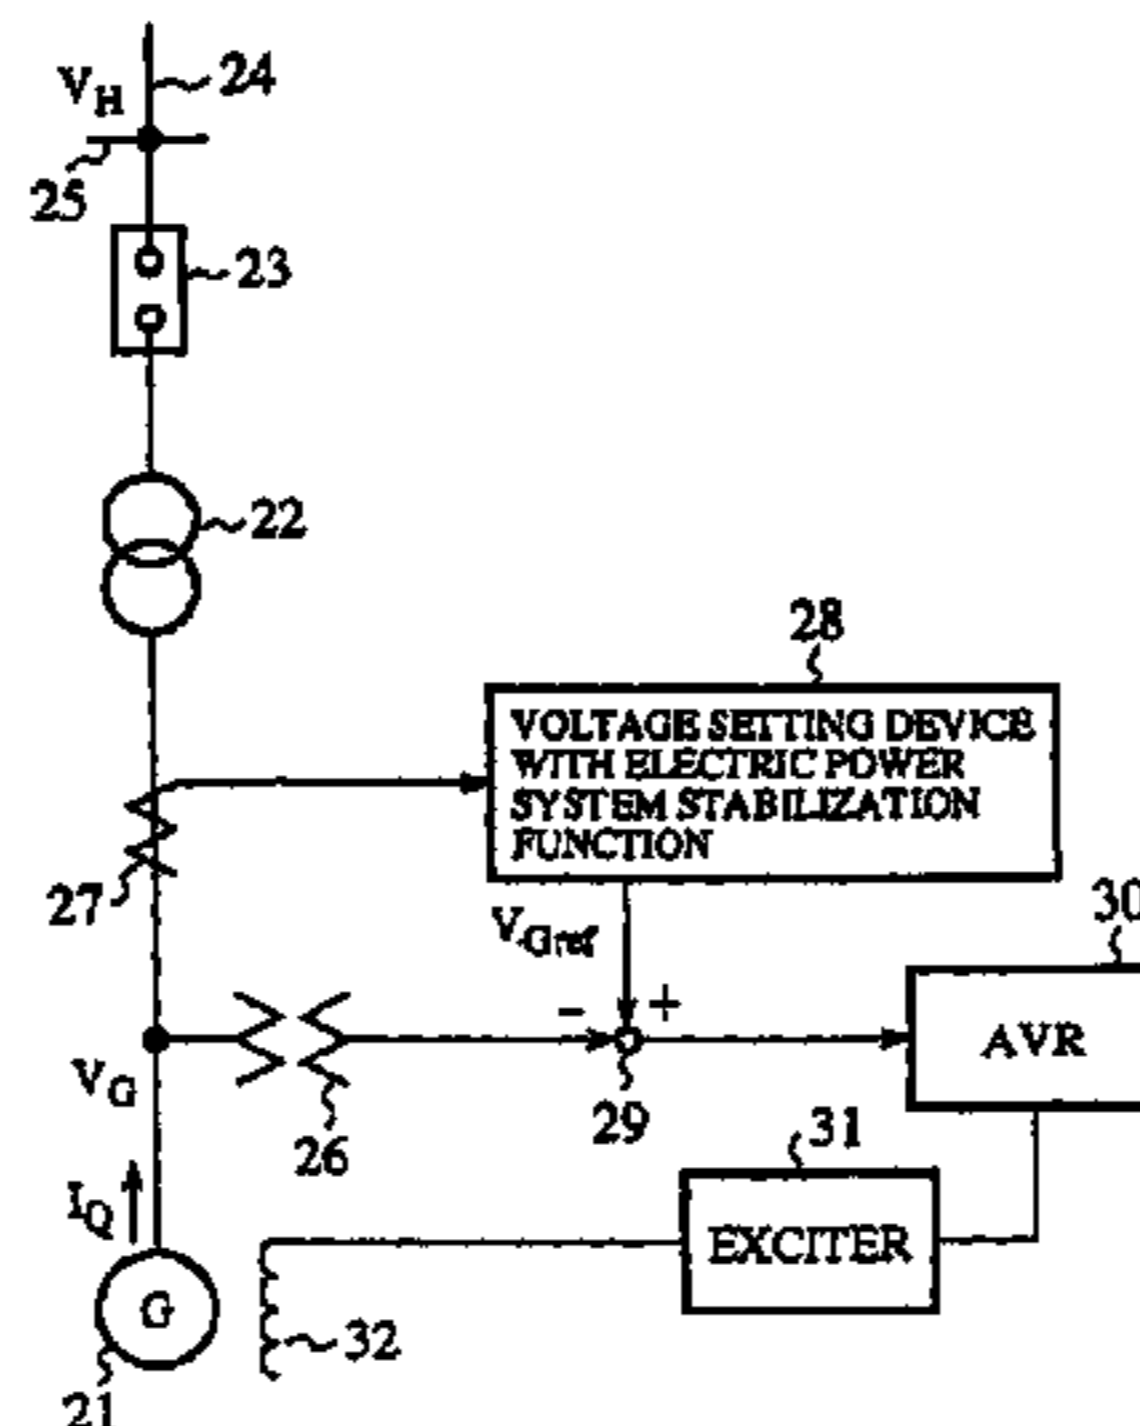 24
VH
25
23
22
28
VOLTAGE SETTING DEVICE
WITH ELECTRIC POWER
SYSTEM STABILIZATION
FUNCTION
27
VGref
30
- +
AVR
VG
26
29
31
IQ
EXCITER
G
32
21